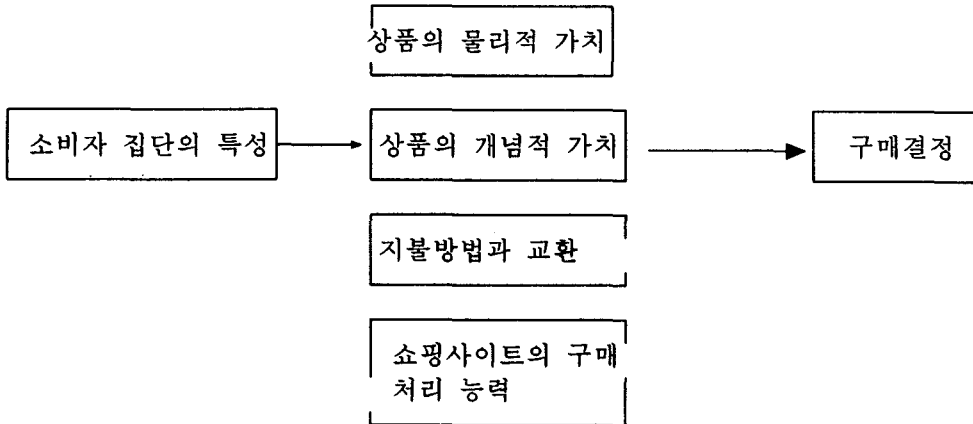 상품의 물리적 가치
소비자 집단의 특성
상품의 개념적 가치
구매결정
지불방법과 교환
쇼핑사이트의 구매
처리 능력